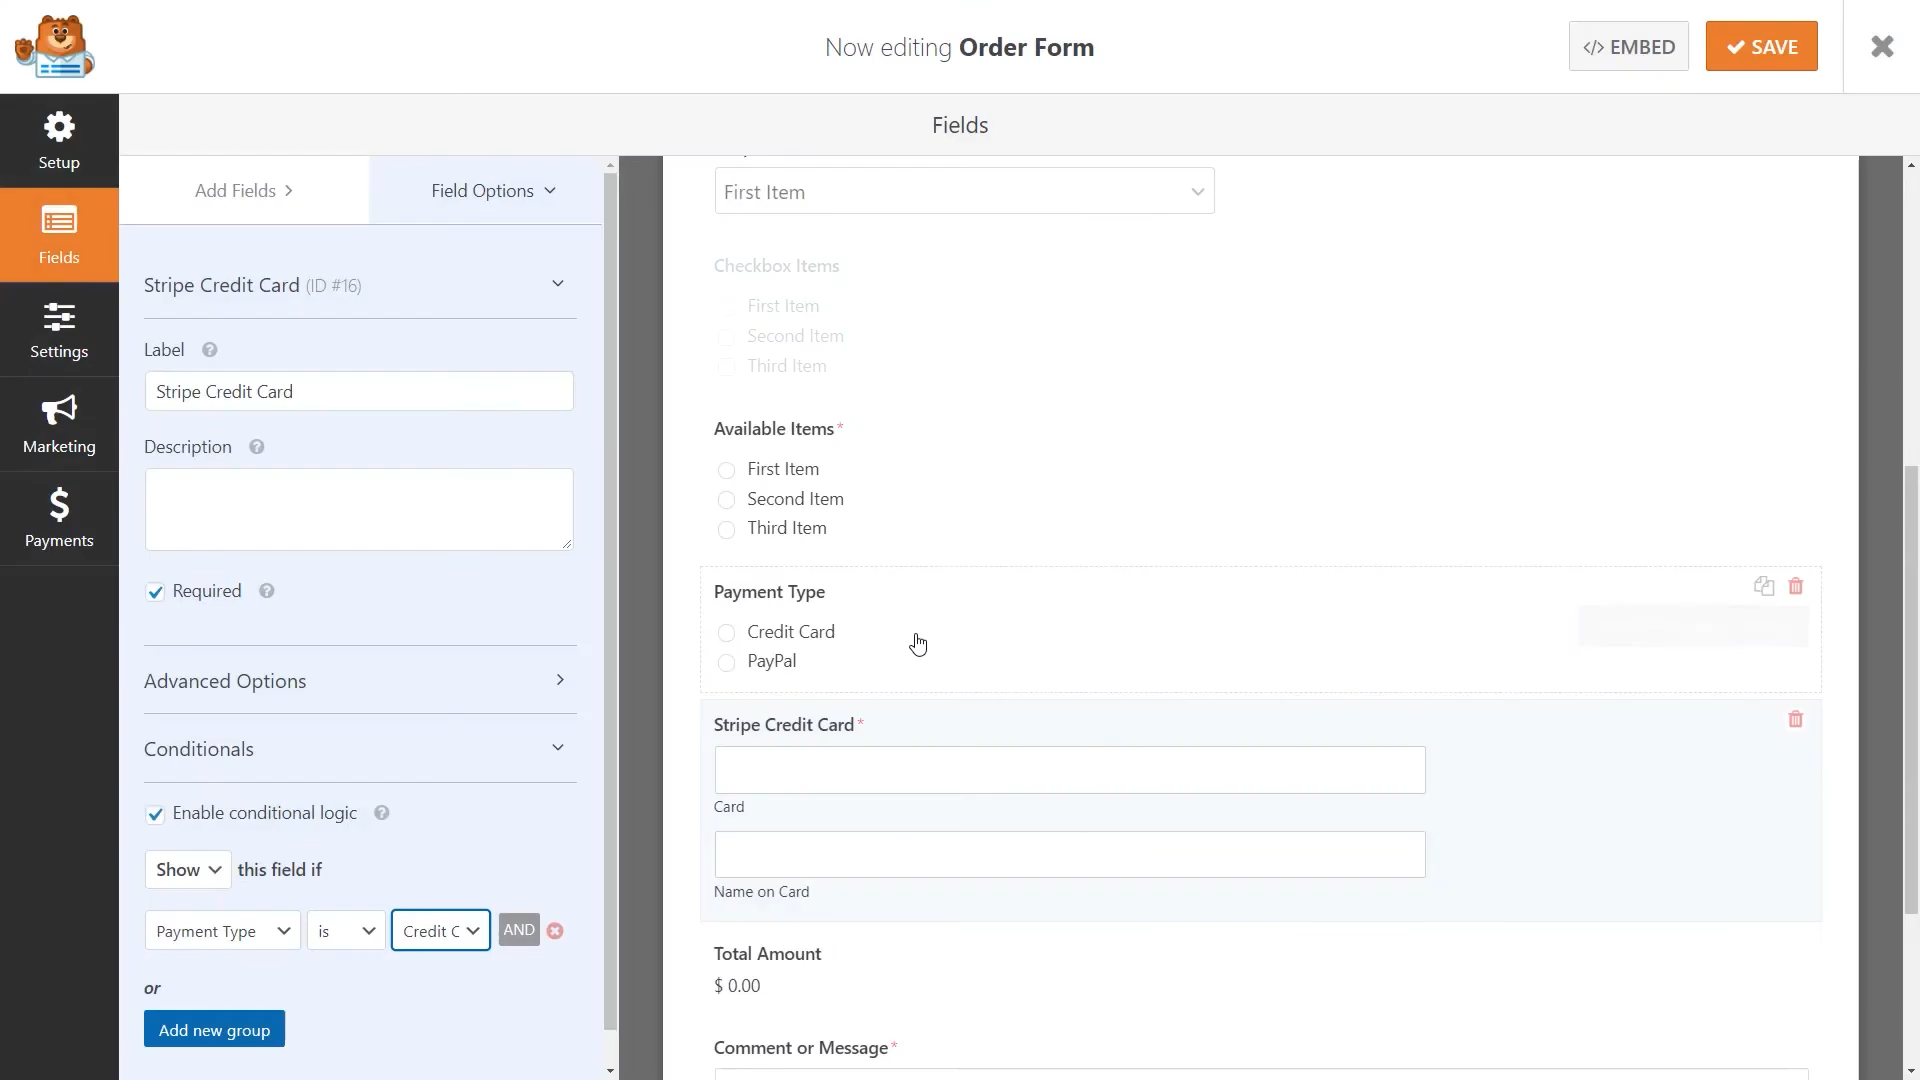 Now editing Order Form
</> EMBED
SAVE
Setup
Fields
Settings
Marketing
Payments
Fields
Add Fields
Field Options
Stripe Credit Card (ID #16)
Label
Stripe Credit Card
Description
Required
Advanced Options
Conditionals
Enable conditional logic
Show this field if
Payment Type is Credit C AND
or
Add new group
First Item
Checkbox Items
First Item
Second Item
Third Item
Available Items *
First Item
Second Item
Third Item
Payment Type
Credit Card
PayPal
Stripe Credit Card *
Card
Name on Card
Total Amount
$ 0.00
Comment or Message *